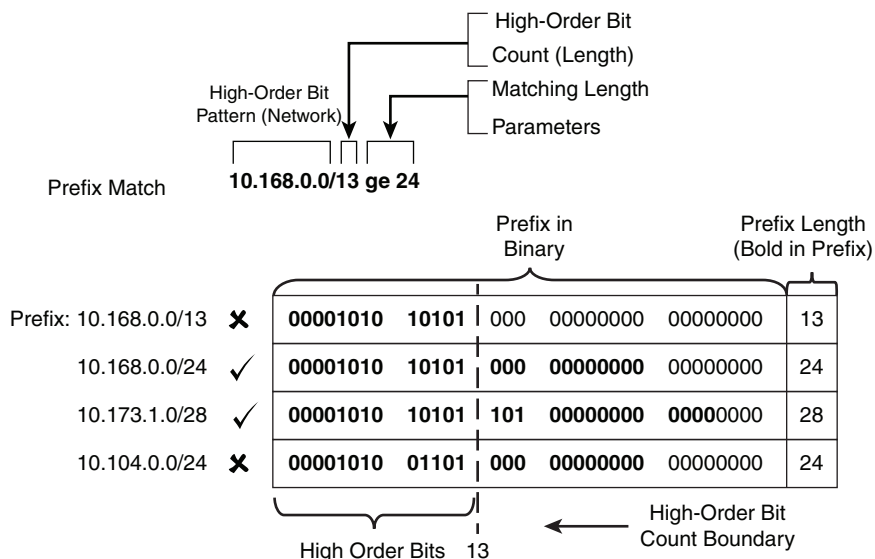 High-Order Bit
Count (Length)
High-Order Bit
Pattern (Network)
Matching Length
Parameters
Prefix Match
10.168.0.0/13 ge 24
Prefix in
Binary
Prefix Length
(Bold in Prefix)
Prefix: 10.168.0.0/13 ✘ 00001010 10101 000 00000000 00000000 13
10.168.0.0/24 ✓ 00001010 10101 000 00000000 00000000 24
10.173.1.0/28 ✓ 00001010 10101 101 00000000 00000000 28
10.104.0.0/24 ✘ 00001010 01101 000 00000000 00000000 24
High Order Bits 13
High-Order Bit
Count Boundary